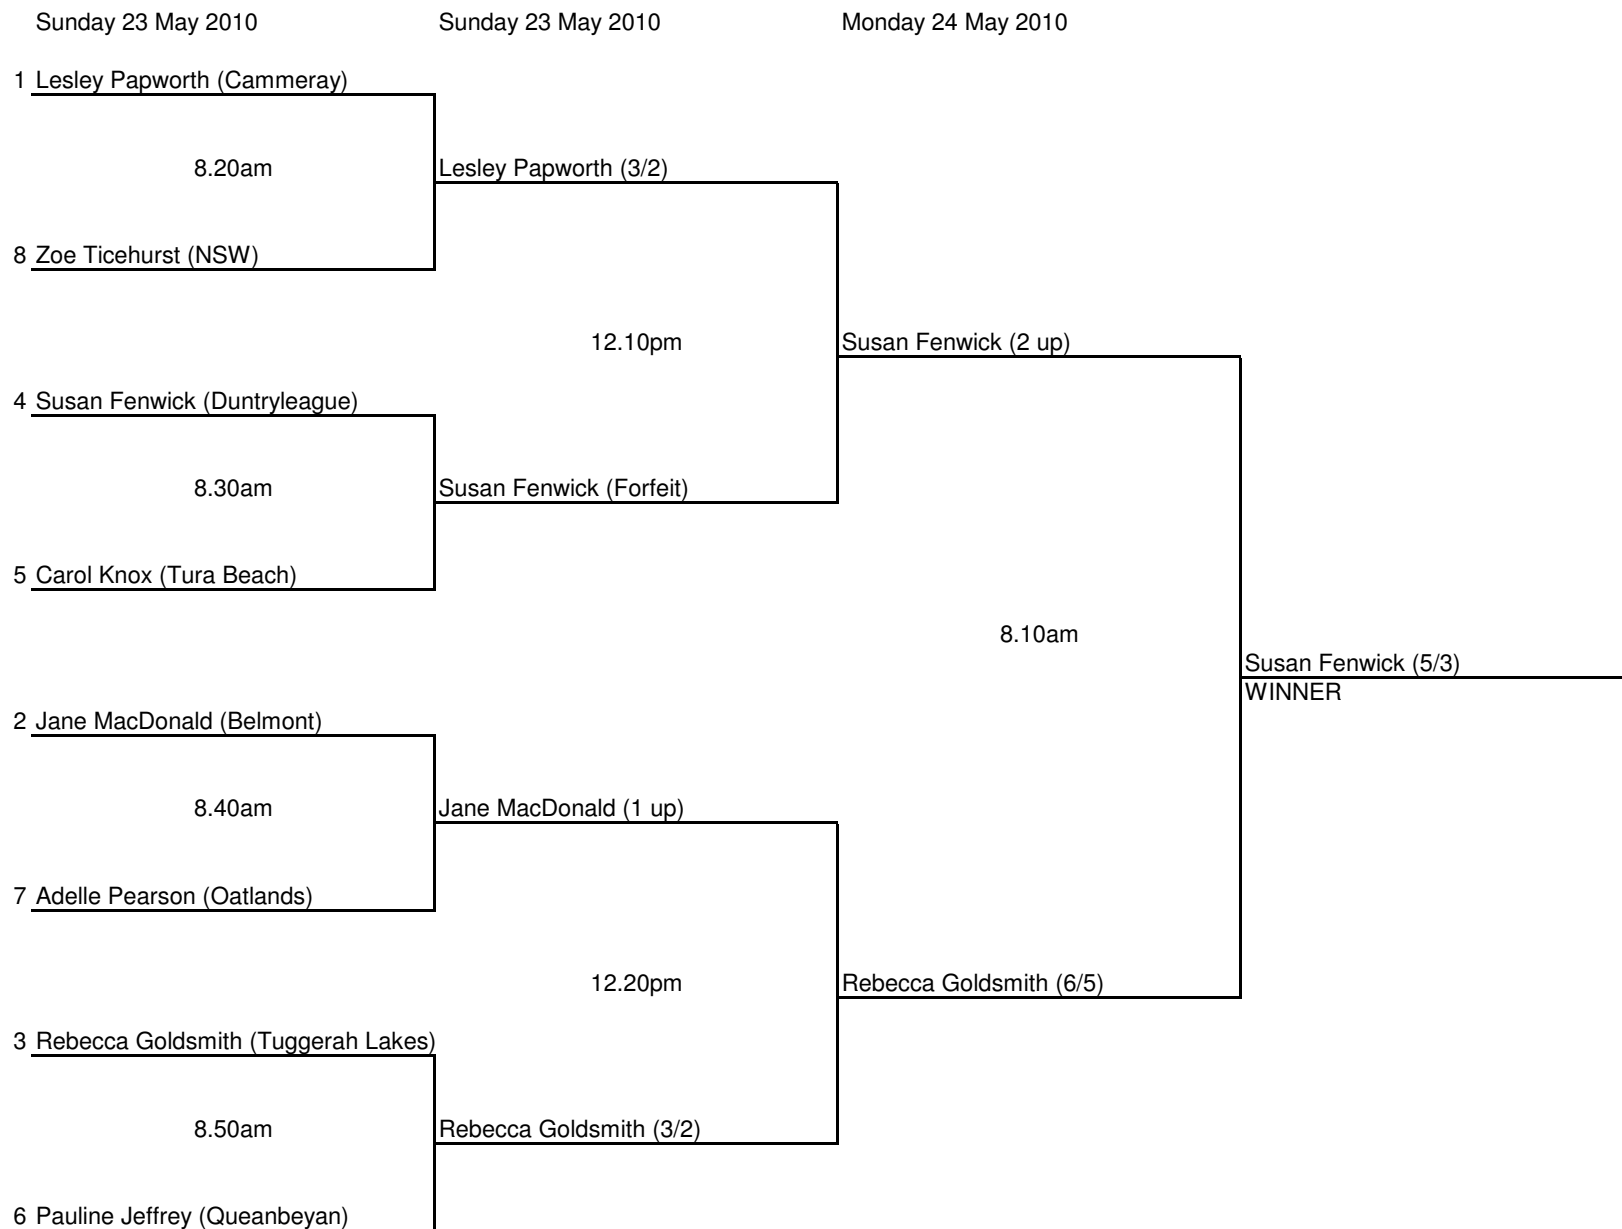 Sunday 23 May 2010 Sunday 23 May 2010 Monday 24 May 2010
1 Lesley Papworth (Cammeray)
8.20am Lesley Papworth (3/2)
8 Zoe Ticehurst (NSW)
12.10pm Susan Fenwick (2 up)
4 Susan Fenwick (Duntryleague)
8.30am Susan Fenwick (Forfeit)
5 Carol Knox (Tura Beach)
8.10am
Susan Fenwick (5/3)
WINNER
2 Jane MacDonald (Belmont)
8.40am Jane MacDonald (1 up)
7 Adelle Pearson (Oatlands)
12.20pm Rebecca Goldsmith (6/5)
3 Rebecca Goldsmith (Tuggerah Lakes)
8.50am Rebecca Goldsmith (3/2)
6 Pauline Jeffrey (Queanbeyan)